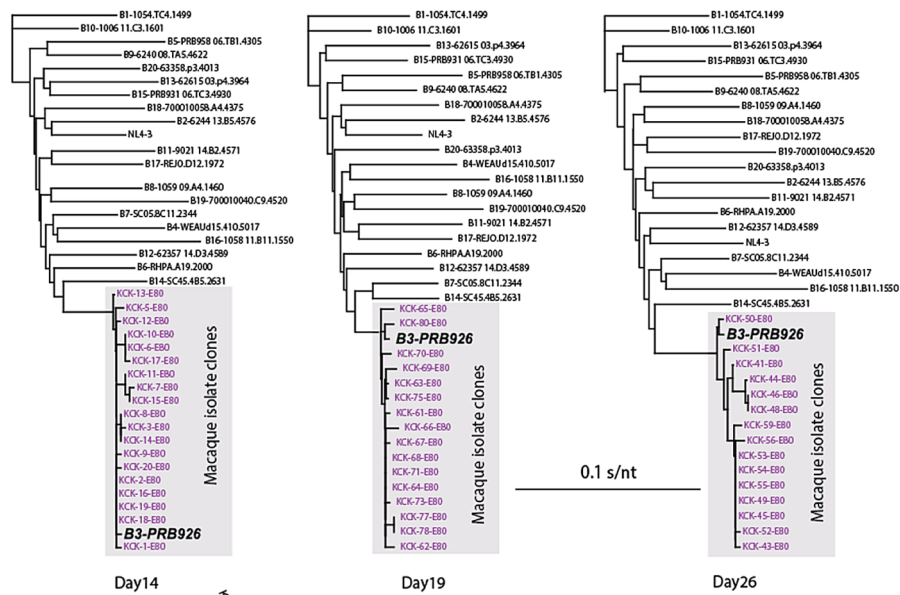 B1-1054.TC4.1499
B10-1006 11.C3.1601
B5-PRB958 06.TB1.4305
B9-6240 08.TA5.4622
B20-63358.p3.4013
B13-62615 03.p4.3964
B15-PRB931 06.TC3.4930
B18-700010058.A4.4375
B2-6244 13.B5.4576
NL4-3
B11-9021 14.B2.4571
B17-REJO.D12.1972
B8-1059 09.A4.1460
B19-700010040.C9.4520
B7-SC05.8C11.2344
B4-WEAUd15.410.5017
B16-1058 11.B11.1550
B12-62357 14.D3.4589
B6-RHPA.A19.2000
B14-SC45.4B5.2631
KCK-13-E80
KCK-5-E80
KCK-12-E80
KCK-10-E80
KCK-6-E80
KCK-17-E80
KCK-11-E80
KCK-7-E80
KCK-15-E80
KCK-8-E80
KCK-3-E80
KCK-14-E80
KCK-9-E80
KCK-20-E80
KCK-2-E80
KCK-16-E80
KCK-19-E80
KCK-18-E80
B3-PRB926
KCK-1-E80
Macaque isolate clones
Day14
B1-1054.TC4.1499
B10-1006 11.C3.1601
B13-62615 03.p4.3964
B15-PRB931 06.TC3.4930
B5-PRB958 06.TB1.4305
B9-6240 08.TA5.4622
B18-700010058.A4.4375
B2-6244 13.B5.4576
NL4-3
B20-63358.p3.4013
B4-WEAUd15.410.5017
B16-1058 11.B11.1550
B8-1059 09.A4.1460
B19-700010040.C9.4520
B11-9021 14.B2.4571
B17-REJO.D12.1972
B6-RHPA.A19.2000
B12-62357 14.D3.4589
B7-SC05.8C11.2344
B14-SC45.4B5.2631
KCK-65-E80
KCK-80-E80
B3-PRB926
KCK-70-E80
KCK-69-E80
KCK-63-E80
KCK-75-E80
KCK-61-E80
KCK-66-E80
KCK-67-E80
KCK-68-E80
KCK-71-E80
KCK-64-E80
KCK-73-E80
KCK-77-E80
KCK-78-E80
KCK-62-E80
Macaque isolate clones
Day19
0.1 s/nt
B1-1054.TC4.1499
B10-1006 11.C3.1601
B13-62615 03.p4.3964
B15-PRB931 06.TC3.4930
B5-PRB958 06.TB1.4305
B9-6240 08.TA5.4622
B8-1059 09.A4.1460
B18-700010058.A4.4375
B17-REJO.D12.1972
B19-700010040.C9.4520
B20-63358.p3.4013
B2-6244 13.B5.4576
B11-9021 14.B2.4571
B6-RHPA.A19.2000
B12-62357 14.D3.4589
NL4-3
B7-SC05.8C11.2344
B4-WEAUd15.410.5017
B16-1058 11.B11.1550
B14-SC45.4B5.2631
KCK-50-E80
B3-PRB926
KCK-51-E80
KCK-41-E80
KCK-44-E80
KCK-46-E80
KCK-48-E80
KCK-59-E80
KCK-56-E80
KCK-53-E80
KCK-54-E80
KCK-55-E80
KCK-49-E80
KCK-45-E80
KCK-52-E80
KCK-43-E80
Macaque isolate clones
Day26